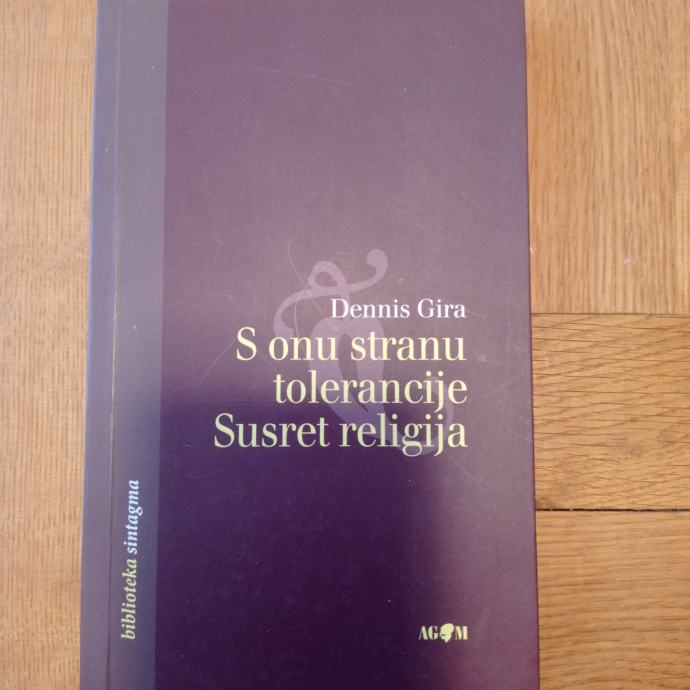 Dennis Gira
S onu stranu
tolerancije
Susret religija
biblioteka sintagma
AGM